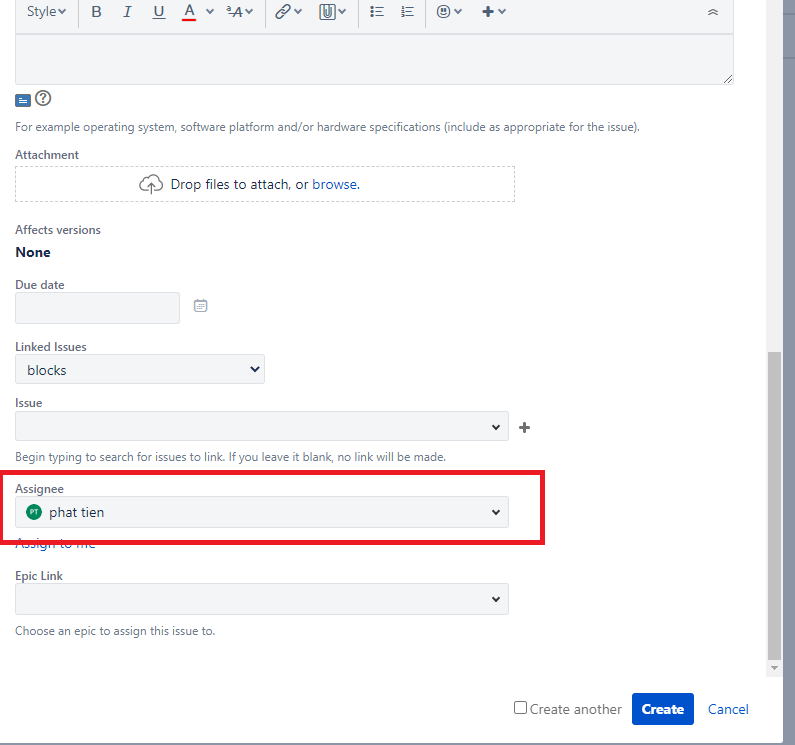 Style B I U A ªA
For example operating system, software platform and/or hardware specifications (include as appropriate for the issue).
Attachment
Drop files to attach, or browse.
Affects versions
None
Due date
Linked Issues
blocks
Issue
Begin typing to search for issues to link. If you leave it blank, no link will be made.
Assignee
PT phat tien
Assign to me
Epic Link
Choose an epic to assign this issue to.
Create another Create Cancel